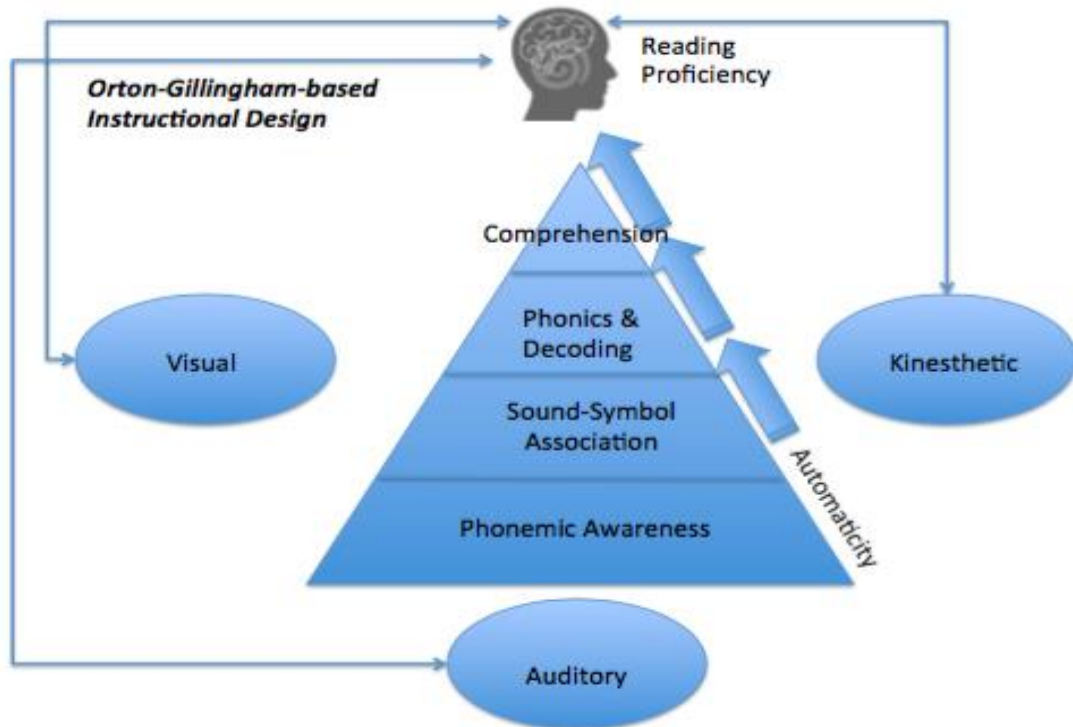 Reading
Proficiency
Orton-Gillingham-based
Instructional Design
Comprehension
Phonics &
Decoding
Visual
Kinesthetic
Sound-Symbol
Association
Automaticity
Phonemic Awareness
Auditory